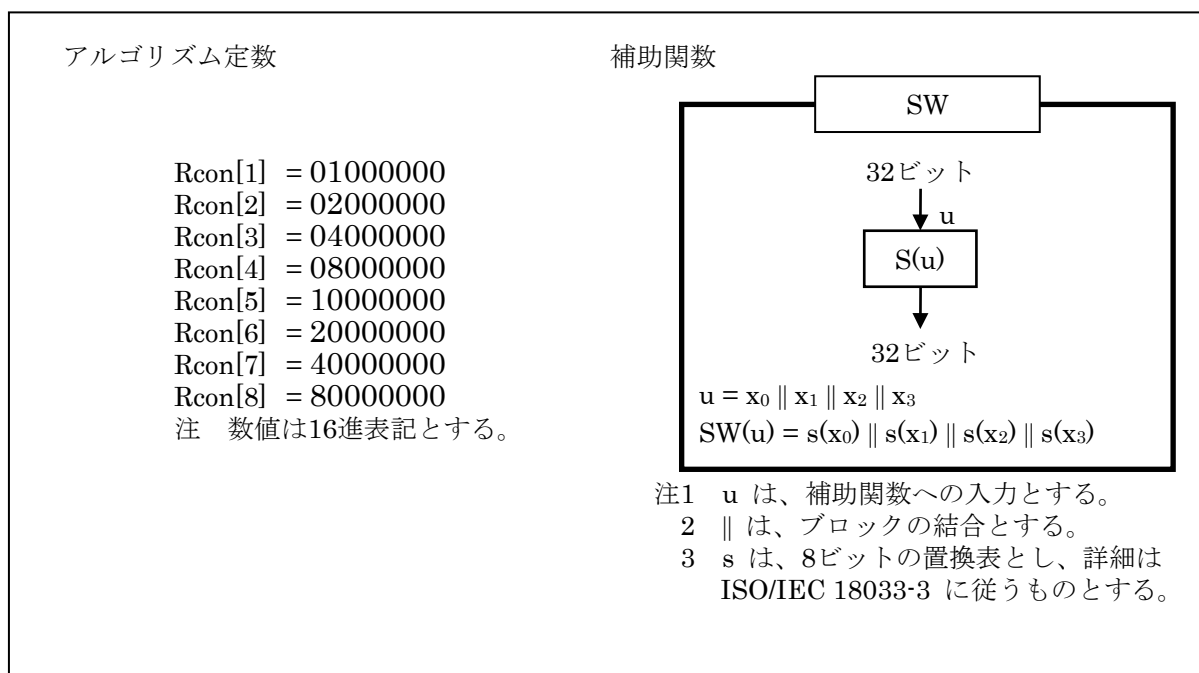 アルゴリズム定数
Rcon[1] = 01000000
Rcon[2] = 02000000
Rcon[3] = 04000000
Rcon[4] = 08000000
Rcon[5] = 10000000
Rcon[6] = 20000000
Rcon[7] = 40000000
Rcon[8] = 80000000
注 数値は16進表記とする。
補助関数
SW
32ビット
u
S(u)
32ビット
u = x₀ ‖ x₁ ‖ x₂ ‖ x₃
SW(u) = s(x₀) ‖ s(x₁) ‖ s(x₂) ‖ s(x₃)
注1 u は、補助関数への入力とする。
2 ‖ は、ブロックの結合とする。
3 s は、8ビットの置換表とし、詳細は
ISO/IEC 18033-3 に従うものとする。